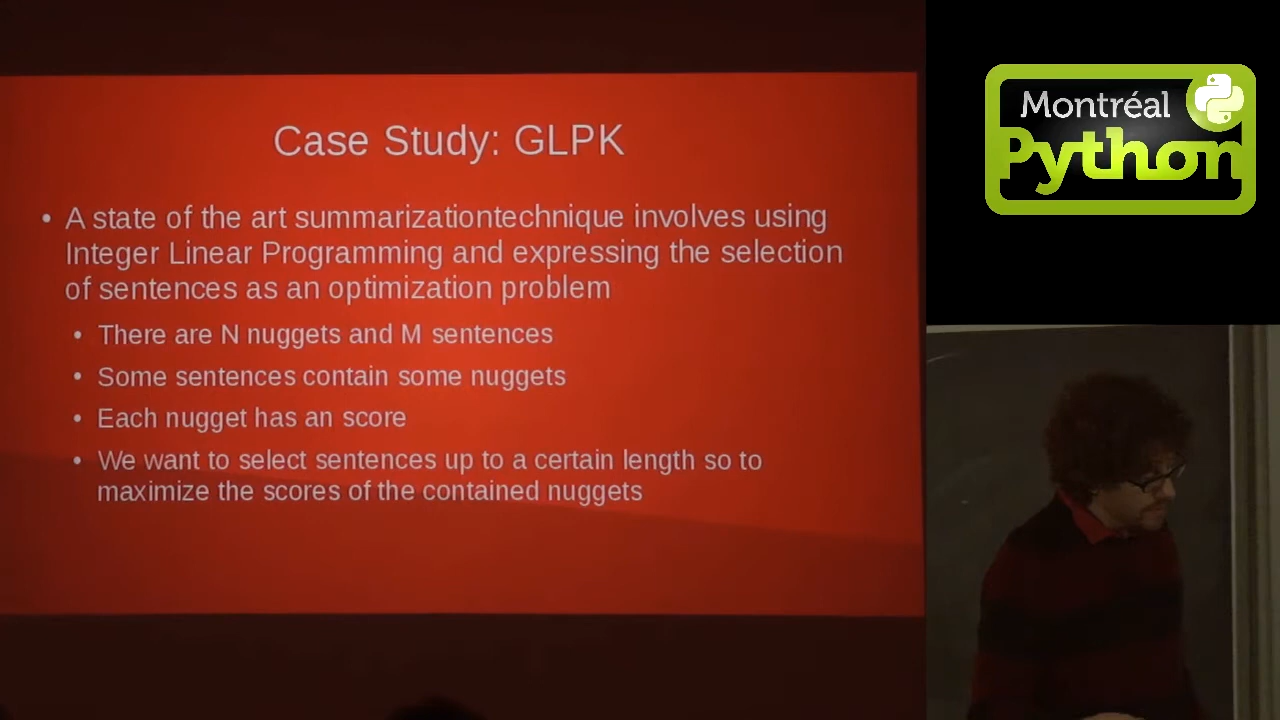 Case Study: GLPK
• A state of the art summarizationtechnique involves using
Integer Linear Programming and expressing the selection
of sentences as an optimization problem
• There are N nuggets and M sentences
• Some sentences contain some nuggets
• Each nugget has an score
• We want to select sentences up to a certain length so to
maximize the scores of the contained nuggets
Montréal
Python